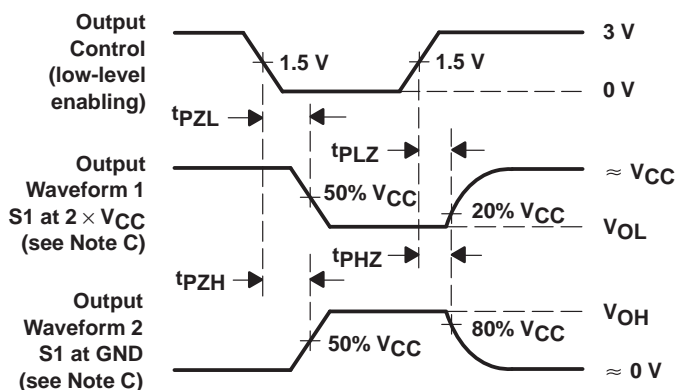 Output
Control
(low-level
enabling)
1.5 V
1.5 V
3 V
0 V
tPZL
tPLZ
Output
Waveform 1
S1 at 2 × VCC
(see Note C)
50% VCC
20% VCC
≈ VCC
VOL
tPZH
tPHZ
Output
Waveform 2
S1 at GND
(see Note C)
50% VCC
80% VCC
VOH
≈ 0 V